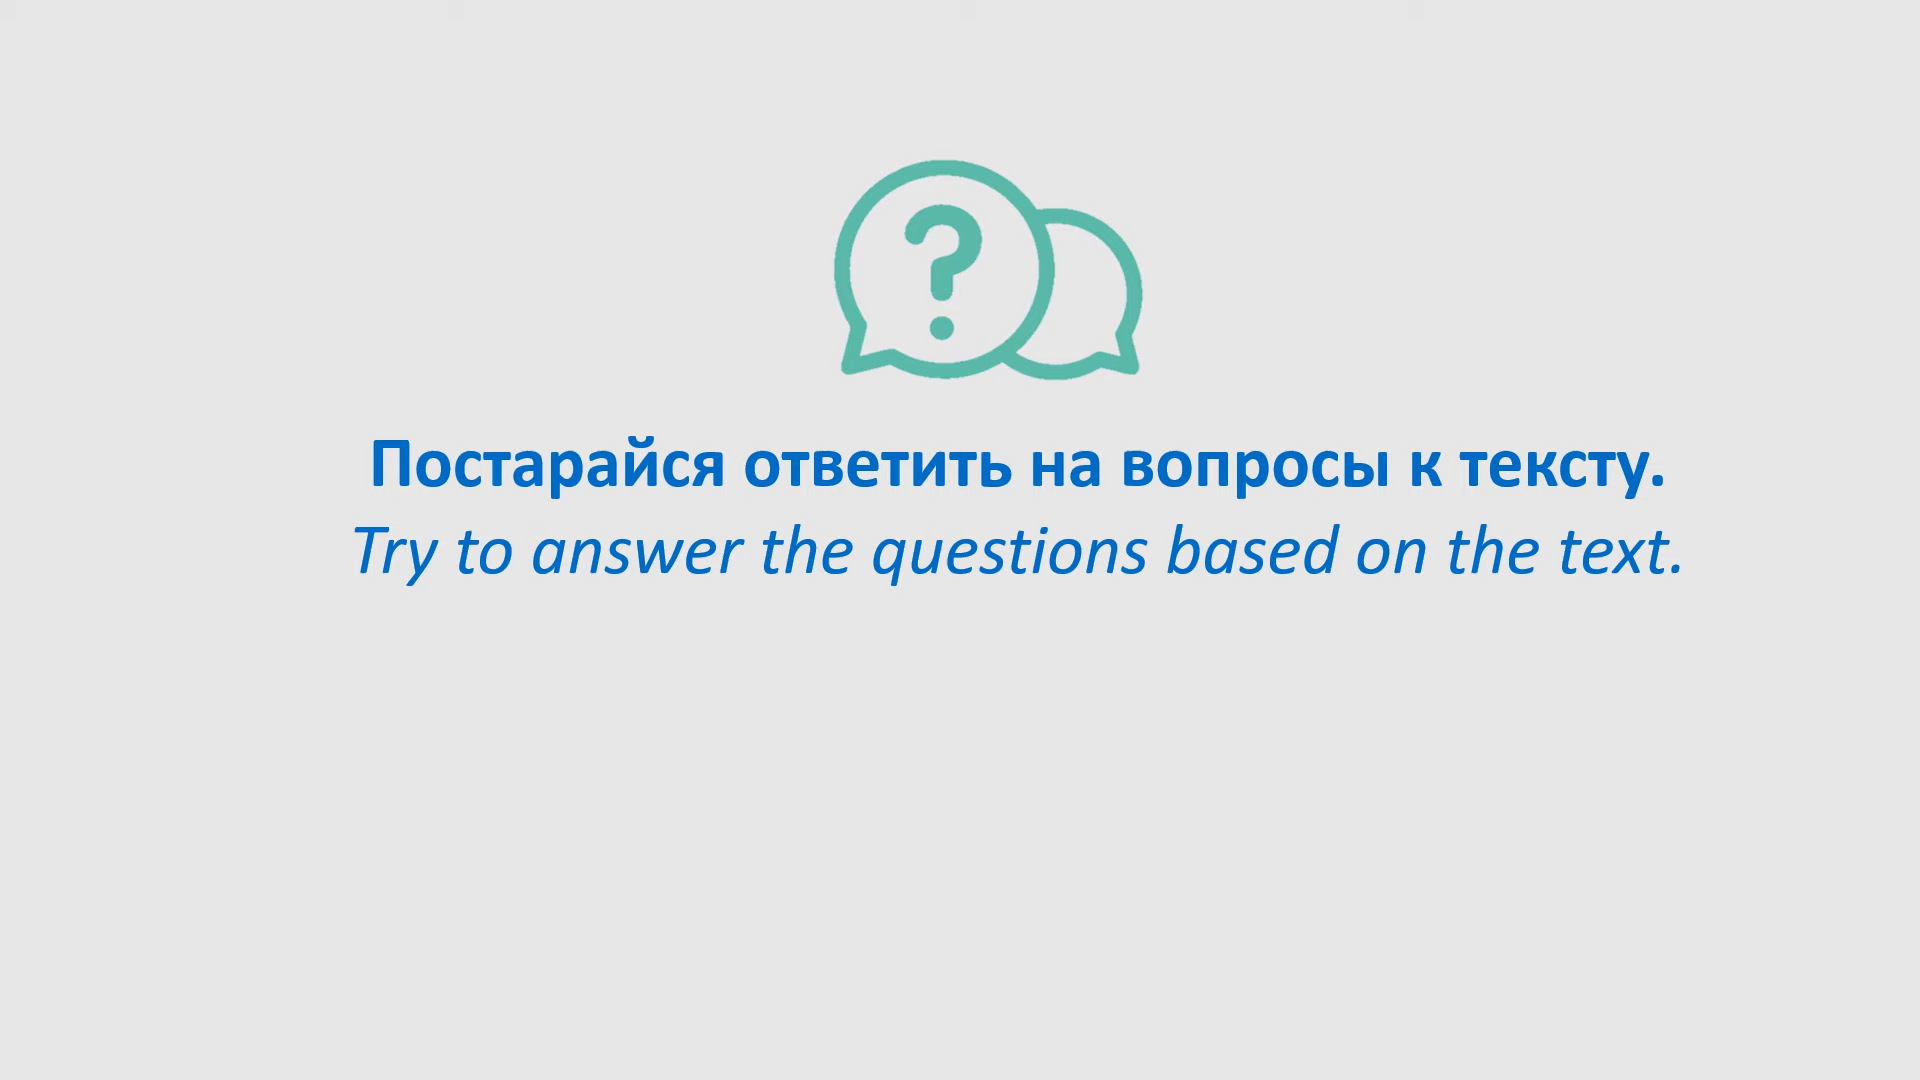 Постарайся ответить на вопросы к тексту.
Try to answer the questions based on the text.